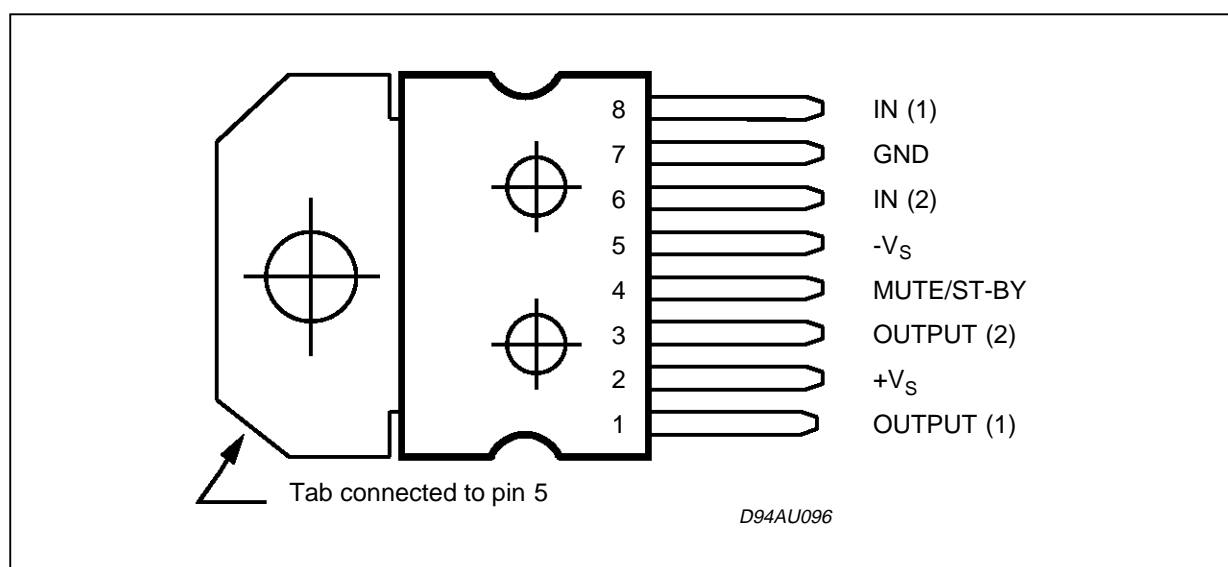 8 IN (1)
7 GND
6 IN (2)
5 -VS
4 MUTE/ST-BY
3 OUTPUT (2)
2 +VS
1 OUTPUT (1)
Tab connected to pin 5
D94AU096